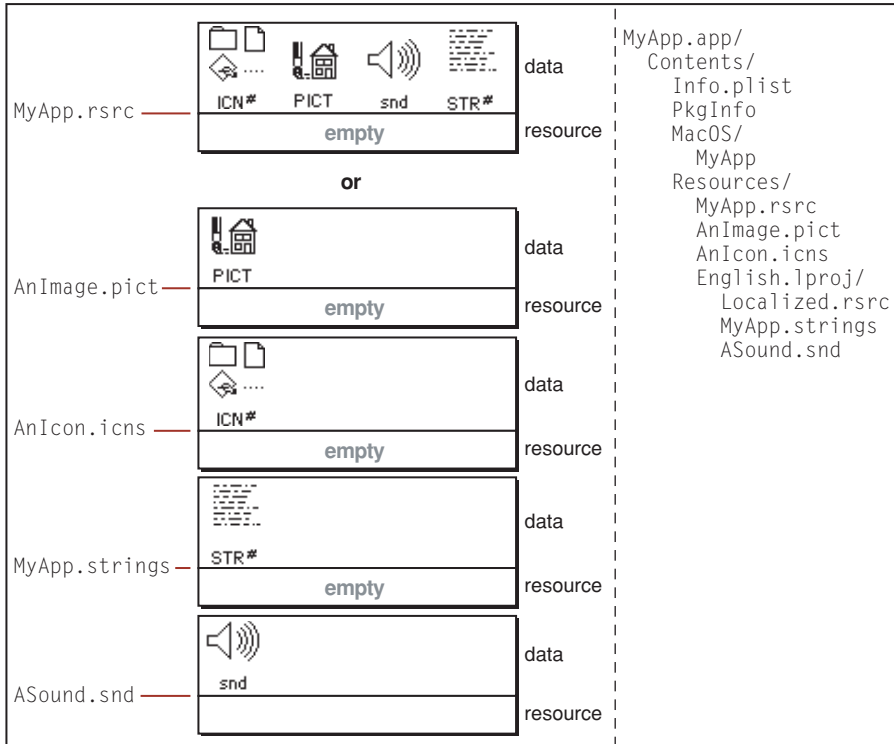 MyApp.rsrc
ICN# PICT snd STR#
data
empty
resource
or
AnImage.pict
PICT
data
empty
resource
AnIcon.icns
ICN#
data
empty
resource
MyApp.strings
STR#
data
empty
resource
ASound.snd
snd
data
resource
MyApp.app/
Contents/
Info.plist
PkgInfo
MacOS/
MyApp
Resources/
MyApp.rsrc
AnImage.pict
AnIcon.icns
English.lproj/
Localized.rsrc
MyApp.strings
ASound.snd